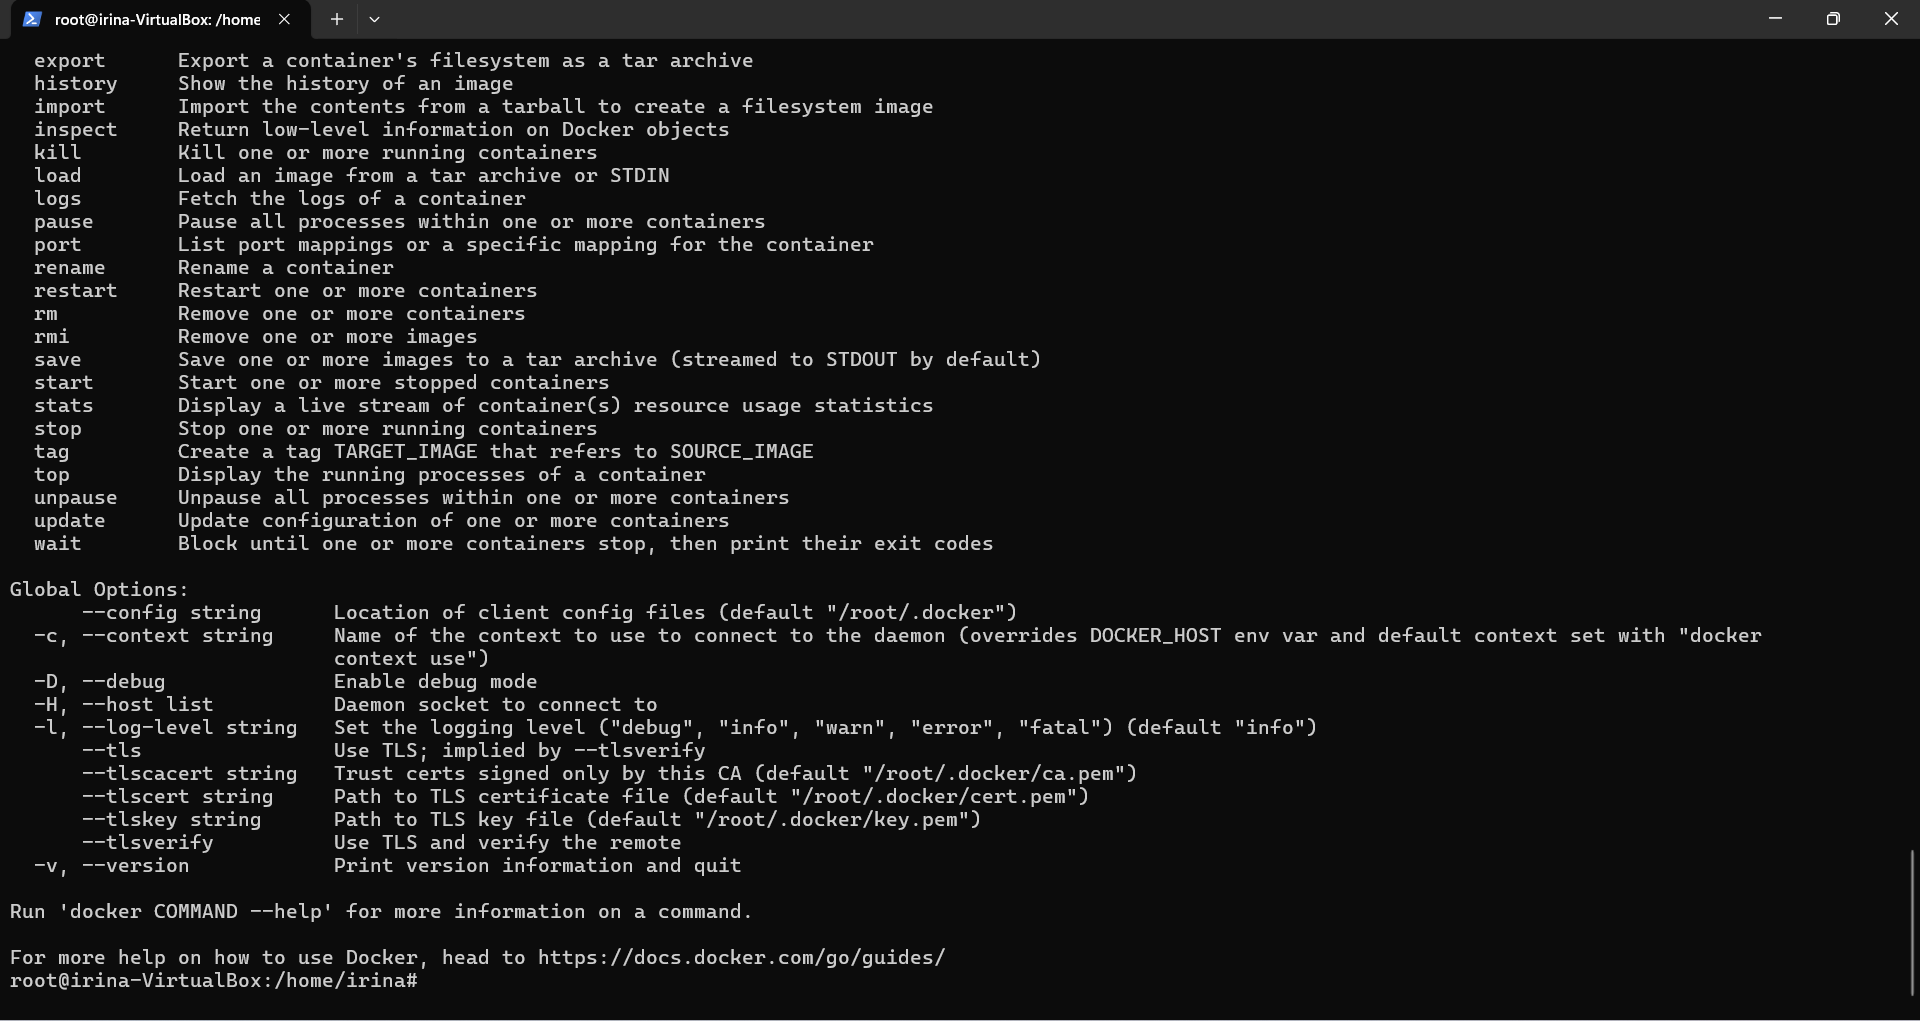 root@irina-VirtualBox: /home
export      Export a container's filesystem as a tar archive
history     Show the history of an image
import      Import the contents from a tarball to create a filesystem image
inspect     Return low-level information on Docker objects
kill        Kill one or more running containers
load        Load an image from a tar archive or STDIN
logs        Fetch the logs of a container
pause       Pause all processes within one or more containers
port        List port mappings or a specific mapping for the container
rename      Rename a container
restart     Restart one or more containers
rm          Remove one or more containers
rmi         Remove one or more images
save        Save one or more images to a tar archive (streamed to STDOUT by default)
start       Start one or more stopped containers
stats       Display a live stream of container(s) resource usage statistics
stop        Stop one or more running containers
tag         Create a tag TARGET_IMAGE that refers to SOURCE_IMAGE
top         Display the running processes of a container
unpause     Unpause all processes within one or more containers
update      Update configuration of one or more containers
wait        Block until one or more containers stop, then print their exit codes

Global Options:
      --config string      Location of client config files (default "/root/.docker")
  -c, --context string     Name of the context to use to connect to the daemon (overrides DOCKER_HOST env var and default context set with "docker
                           context use")
  -D, --debug              Enable debug mode
  -H, --host list          Daemon socket to connect to
  -l, --log-level string   Set the logging level ("debug", "info", "warn", "error", "fatal") (default "info")
      --tls                Use TLS; implied by --tlsverify
      --tlscacert string   Trust certs signed only by this CA (default "/root/.docker/ca.pem")
      --tlscert string     Path to TLS certificate file (default "/root/.docker/cert.pem")
      --tlskey string      Path to TLS key file (default "/root/.docker/key.pem")
      --tlsverify          Use TLS and verify the remote
  -v, --version            Print version information and quit

Run 'docker COMMAND --help' for more information on a command.

For more help on how to use Docker, head to https://docs.docker.com/go/guides/
root@irina-VirtualBox:/home/irina#